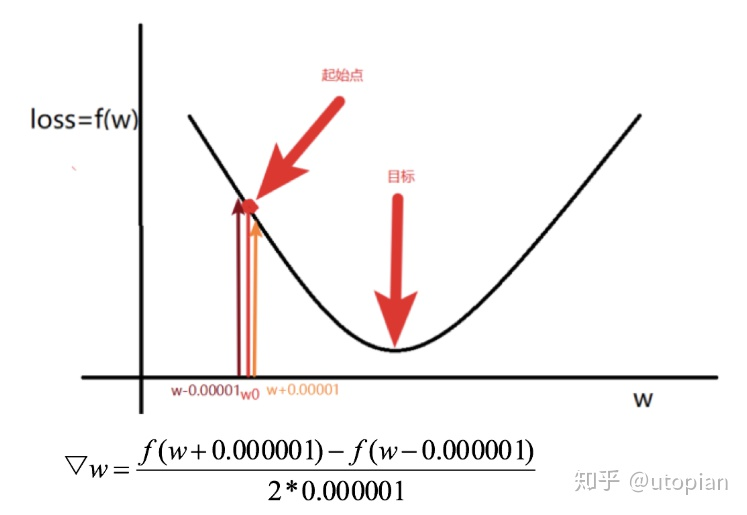 起始点
loss=f(w)
目标
w-0.00001 w0 w+0.00001
w
▽w = f(w+0.000001)-f(w-0.000001)
2*0.000001
知乎 @utopian